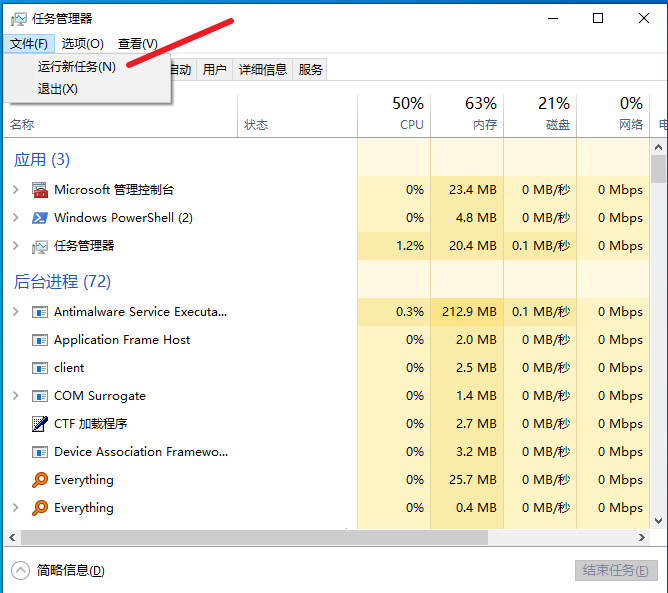 任务管理器
文件(F) 选项(O) 查看(V)
运行新任务(N)
退出(X)
启动 用户 详细信息 服务
50% 63% 21% 0%
名称 状态 CPU 内存 磁盘 网络 电
应用 (3)
Microsoft 管理控制台 0% 23.4 MB 0 MB/秒 0 Mbps
Windows PowerShell (2) 0% 4.8 MB 0 MB/秒 0 Mbps
任务管理器 1.2% 20.4 MB 0.1 MB/秒 0 Mbps
后台进程 (72)
Antimalware Service Executa... 0.3% 212.9 MB 0.1 MB/秒 0 Mbps
Application Frame Host 0% 2.0 MB 0 MB/秒 0 Mbps
client 0% 2.5 MB 0 MB/秒 0 Mbps
COM Surrogate 0% 1.4 MB 0 MB/秒 0 Mbps
CTF 加载程序 0% 2.7 MB 0 MB/秒 0 Mbps
Device Association Framewo... 0% 3.2 MB 0 MB/秒 0 Mbps
Everything 0% 25.7 MB 0 MB/秒 0 Mbps
Everything 0% 0.4 MB 0 MB/秒 0 Mbps
简略信息(D) 结束任务(E)